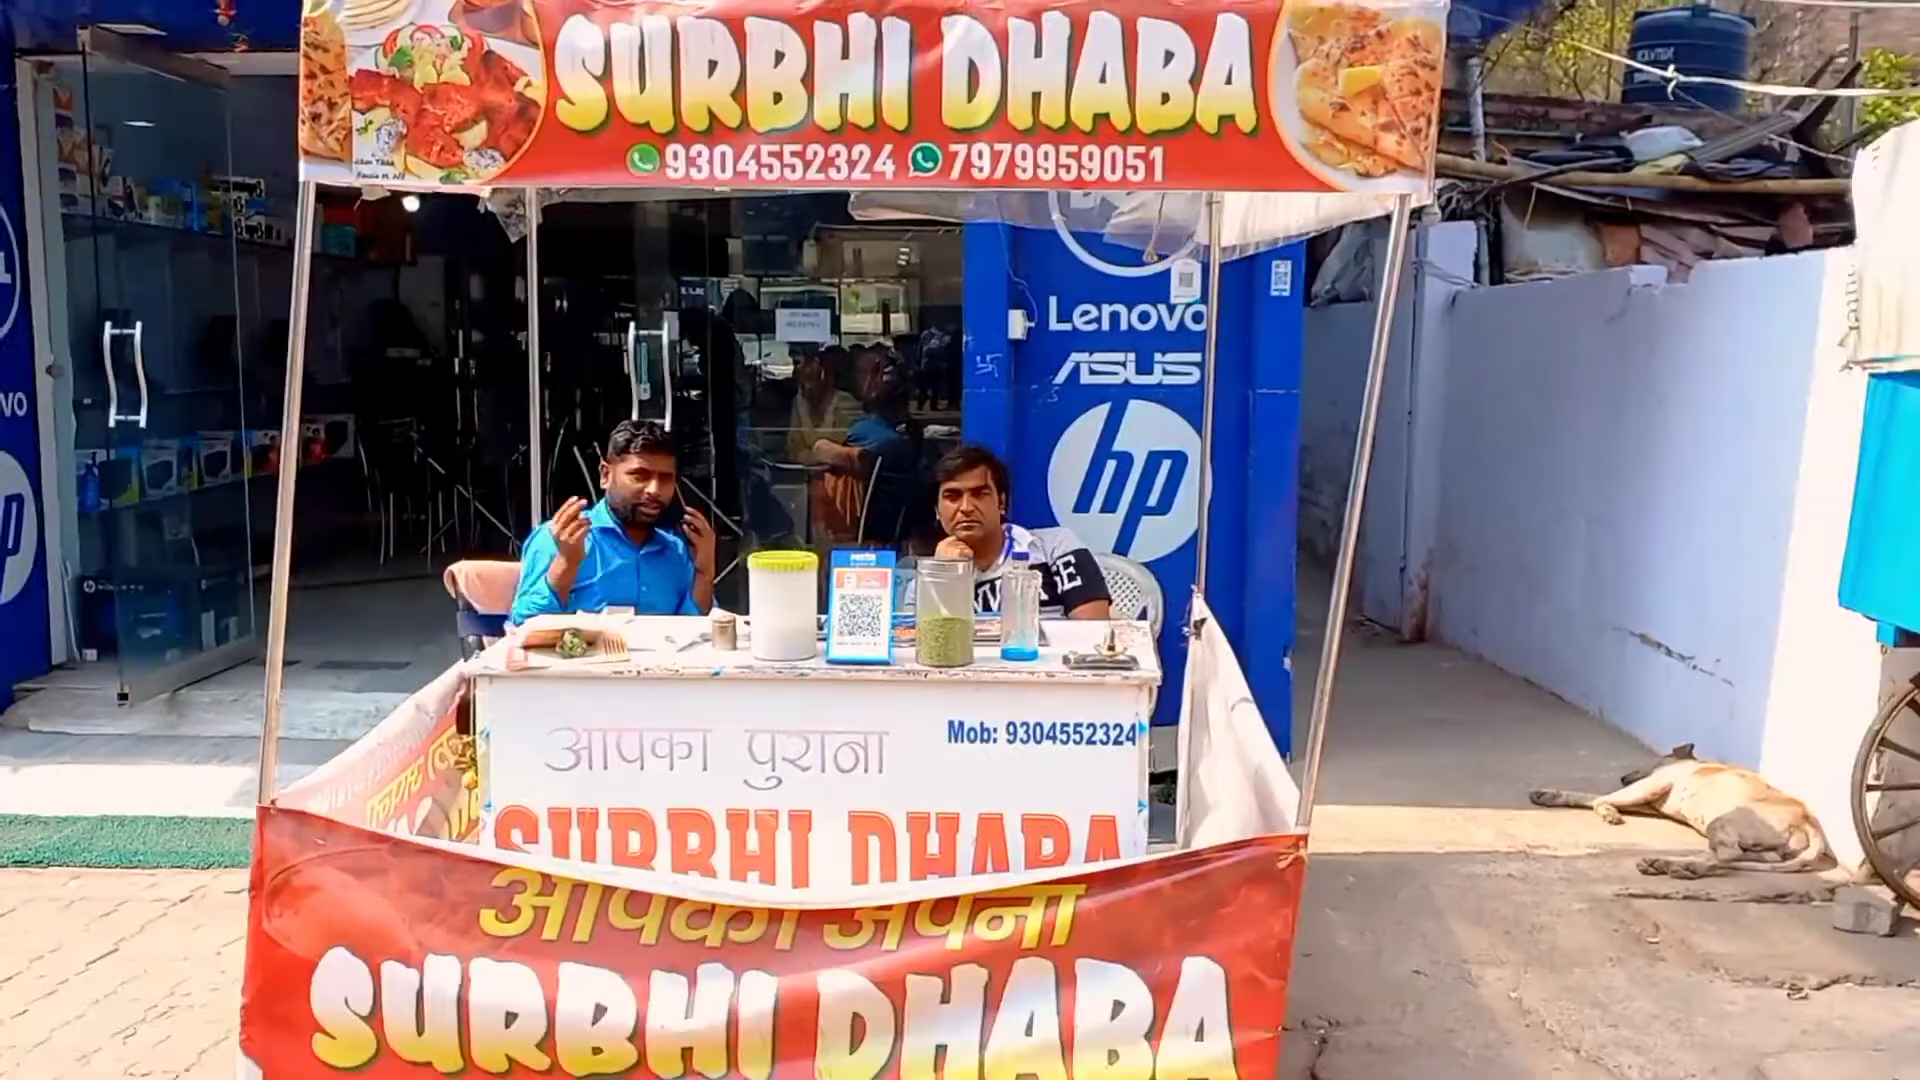 SURBHI DHABA
9304552324 7979959051
Lenovo
ASUS
hp
आपका पुराना
Mob: 9304552324
SURBHI DHABA
आपका अपना
SURBHI DHABA